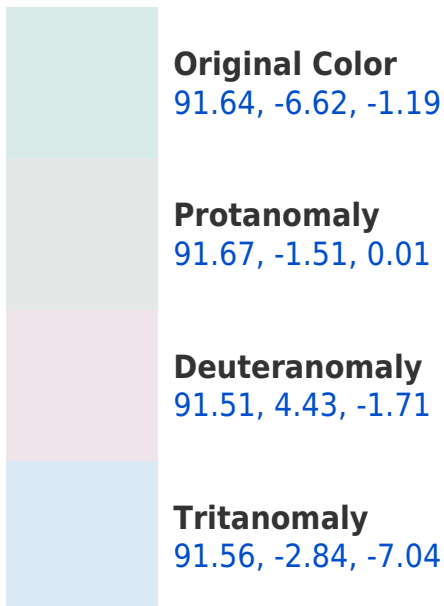 Original Color
91.64, -6.62, -1.19
Protanomaly
91.67, -1.51, 0.01
Deuteranomaly
91.51, 4.43, -1.71
Tritanomaly
91.56, -2.84, -7.04